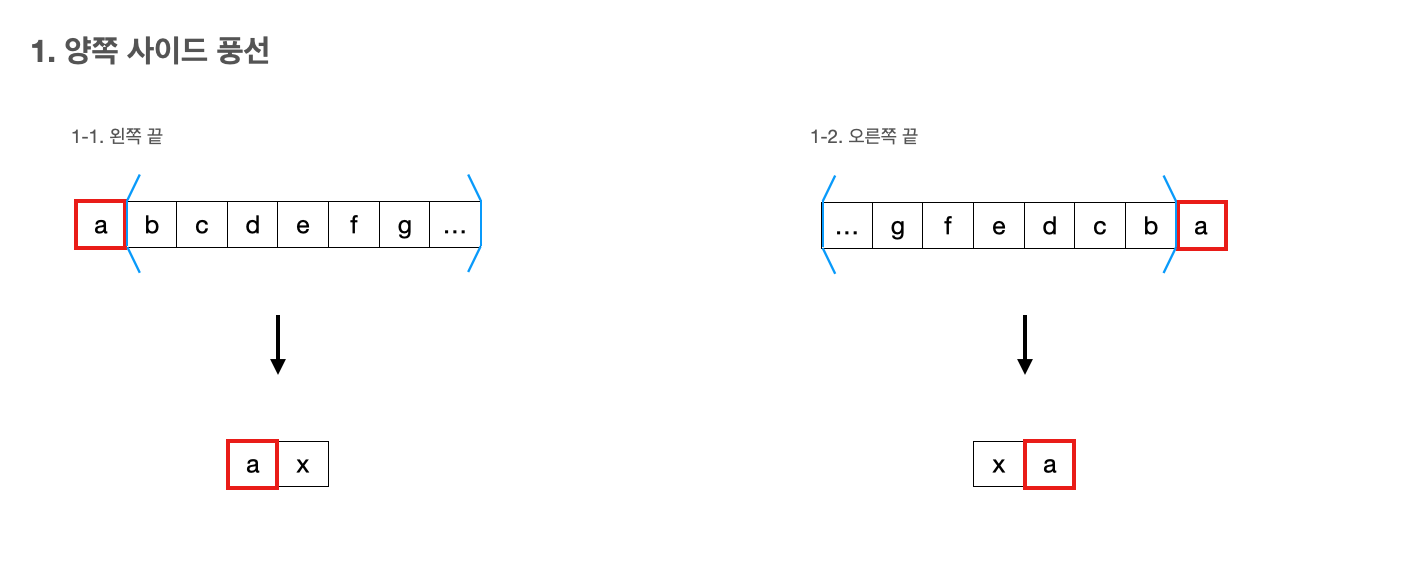 1. 양쪽 사이드 풍선
1-1. 왼쪽 끝
a b c d e f g ...
a x
1-2. 오른쪽 끝
... g f e d c b a
x a